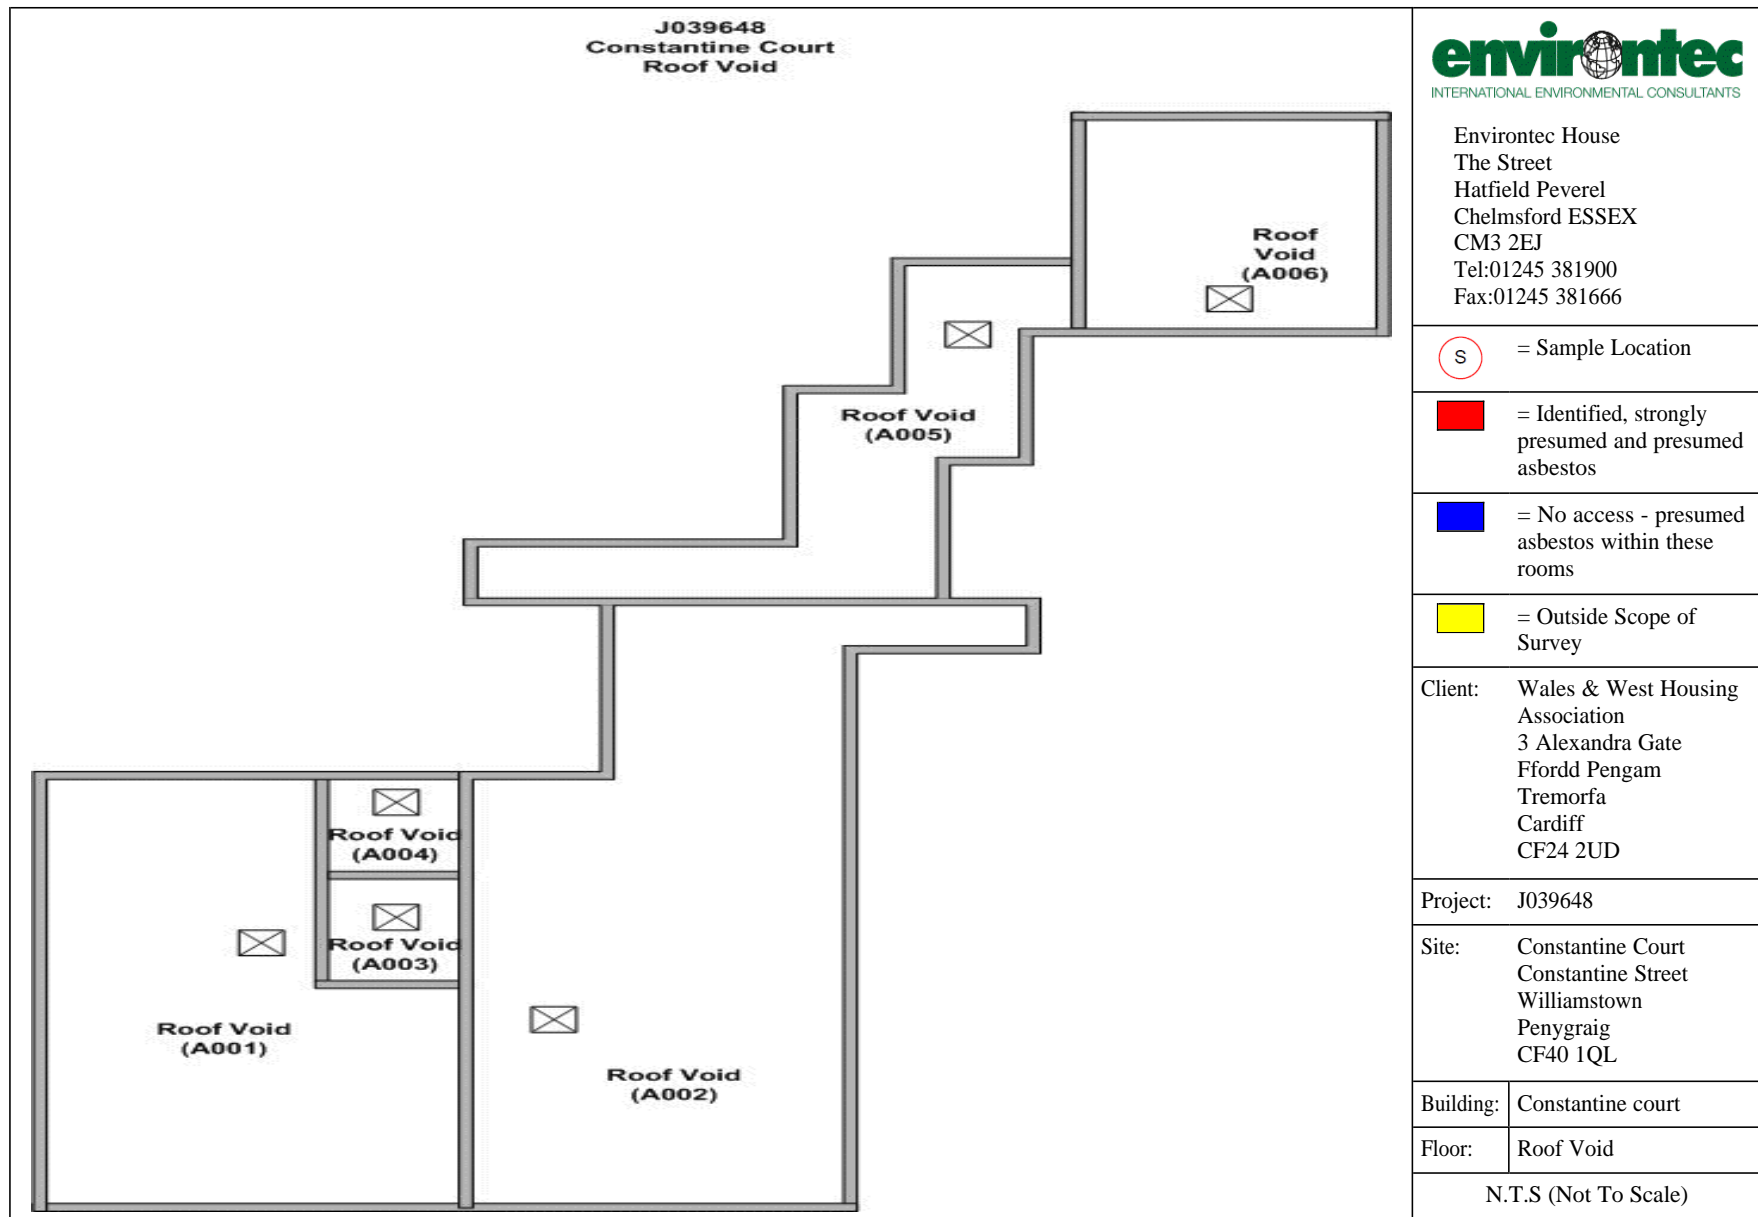 J039648
Constantine Court
Roof Void
Roof
Void
(A006)
Roof Void
(A005)
Roof Void
(A004)
Roof Void
(A003)
Roof Void
(A001)
Roof Void
(A002)
environtec
INTERNATIONAL ENVIRONMENTAL CONSULTANTS
Environtec House
The Street
Hatfield Peverel
Chelmsford ESSEX
CM3 2EJ
Tel:01245 381900
Fax:01245 381666
S = Sample Location
= Identified, strongly
presumed and presumed
asbestos
= No access - presumed
asbestos within these
rooms
= Outside Scope of
Survey
Client: Wales & West Housing
Association
3 Alexandra Gate
Ffordd Pengam
Tremorfa
Cardiff
CF24 2UD
Project: J039648
Site: Constantine Court
Constantine Street
Williamstown
Penygraig
CF40 1QL
Building: Constantine court
Floor: Roof Void
N.T.S (Not To Scale)